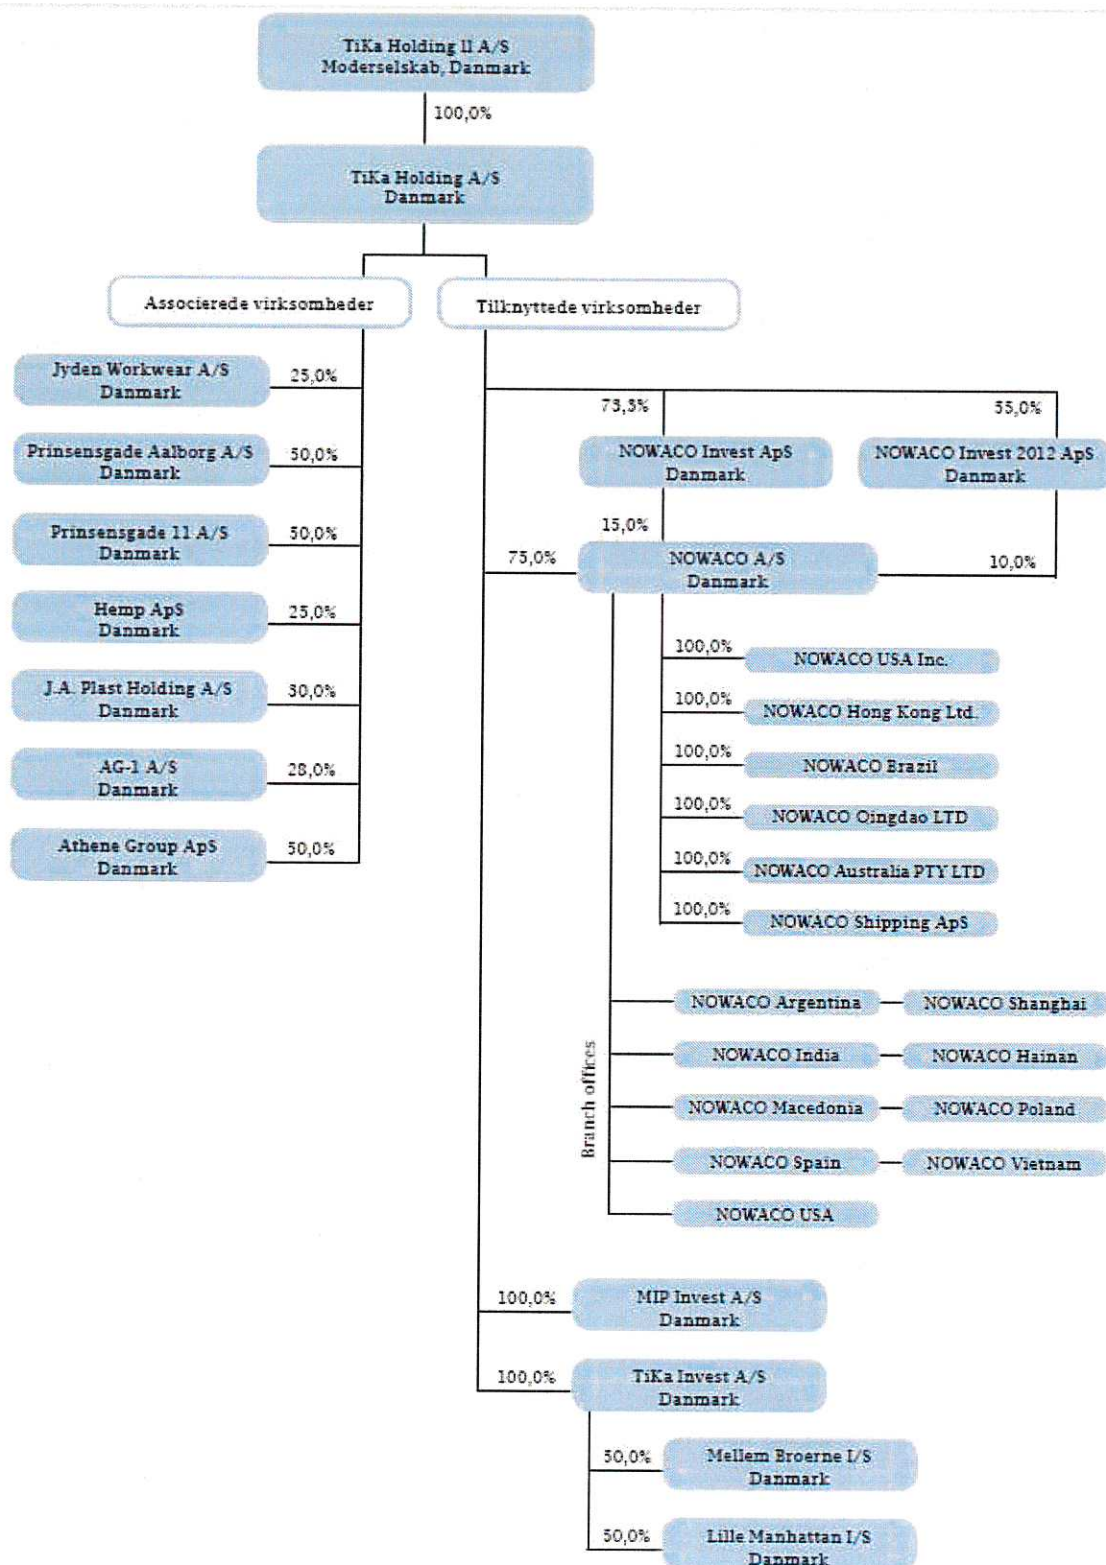 TiKa Holding II A/S
Moderselskab, Danmark
100,0%
TiKa Holding A/S
Danmark
Associerede virksomheder
Tilknyttede virksomheder
Jyden Workwear A/S
Danmark
25,0%
Prinsensgade Aalborg A/S
Danmark
50,0%
Prinsensgade 11 A/S
Danmark
50,0%
Hemp ApS
Danmark
25,0%
J.A. Plast Holding A/S
Danmark
30,0%
AG-1 A/S
Danmark
28,0%
Athene Group ApS
Danmark
50,0%
73,3%
55,0%
NOWACO Invest ApS
Danmark
NOWACO Invest 2012 ApS
Danmark
15,0%
75,0%
NOWACO A/S
Danmark
10,0%
100,0%
NOWACO USA Inc.
100,0%
NOWACO Hong Kong Ltd.
100,0%
NOWACO Brazil
100,0%
NOWACO Qingdao LTD
100,0%
NOWACO Australia PTY LTD
100,0%
NOWACO Shipping ApS
Branch offices
NOWACO Argentina
NOWACO Shanghai
NOWACO India
NOWACO Hainan
NOWACO Macedonia
NOWACO Poland
NOWACO Spain
NOWACO Vietnam
NOWACO USA
100,0%
MIP Invest A/S
Danmark
100,0%
TiKa Invest A/S
Danmark
50,0%
Mellem Broerne I/S
Danmark
50,0%
Lille Manhattan I/S
Danmark